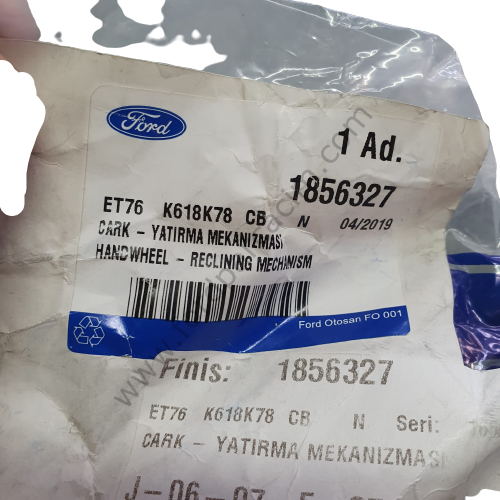 Ford
1 Ad.
1856327
ET76 K618K78 CB N 04/2019
CARK - YATIRMA MEKANIZMASI
HANDWHEEL - RECLINING MECHANISM
Ford Otosan FO 001
Finis: 1856327
ET76 K618K78 CB N Seri:
CARK - YATIRMA MEKANIZMASI